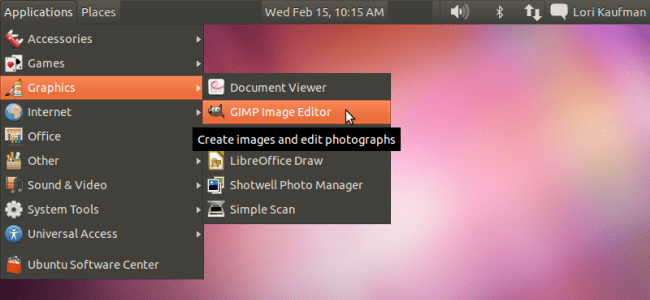 Applications Places Wed Feb 15, 10:15 AM Lori Kaufman
Accessories
Games
Graphics
Internet
Office
Other
Sound & Video
System Tools
Universal Access
Ubuntu Software Center
Document Viewer
GIMP Image Editor
Create images and edit photographs
LibreOffice Draw
Shotwell Photo Manager
Simple Scan